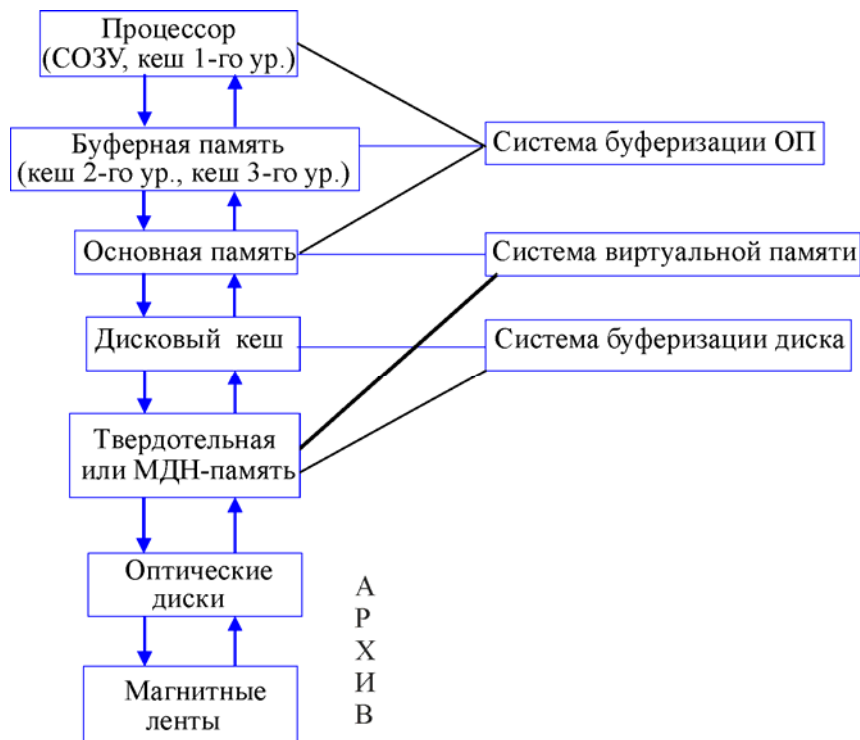 Процессор
(СОЗУ, кеш 1-го ур.)
Буферная память
(кеш 2-го ур., кеш 3-го ур.)
Система буферизации ОП
Основная память
Система виртуальной памяти
Дисковый кеш
Система буферизации диска
Твердотельная
или МДН-память
Оптические
диски
Магнитные
ленты
А
Р
Х
И
В